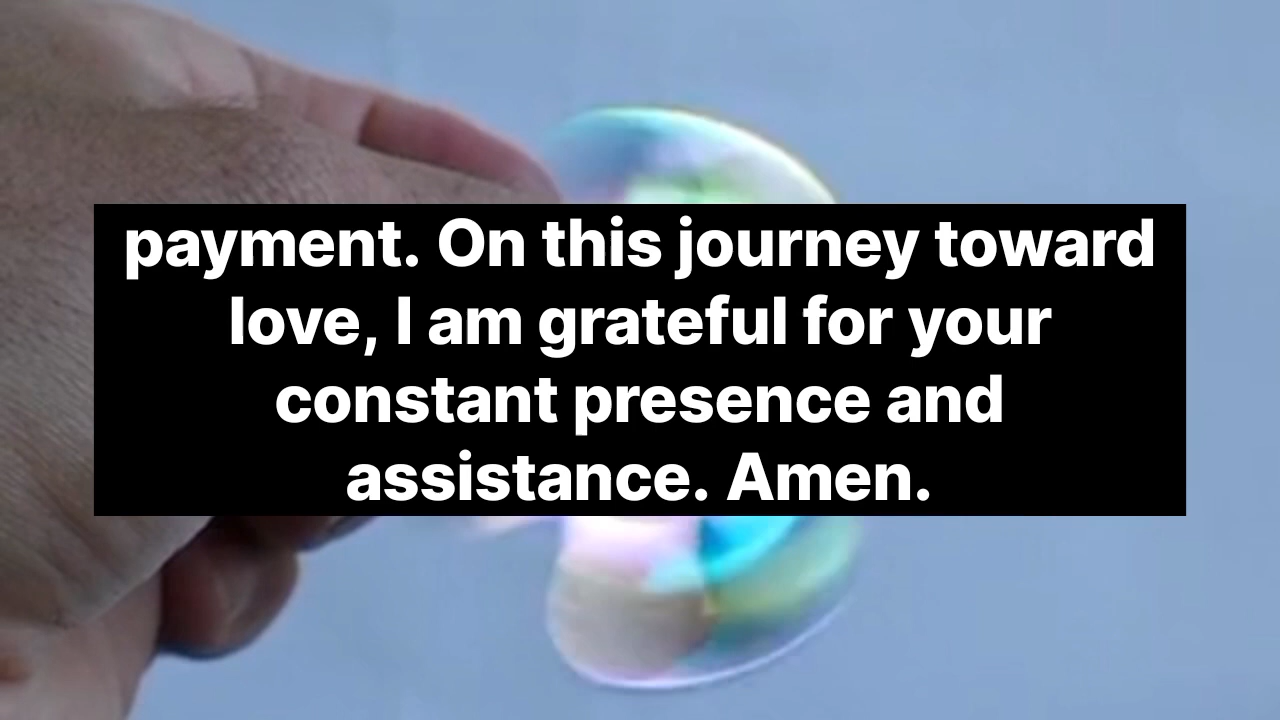 payment. On this journey toward
love, I am grateful for your
constant presence and
assistance. Amen.